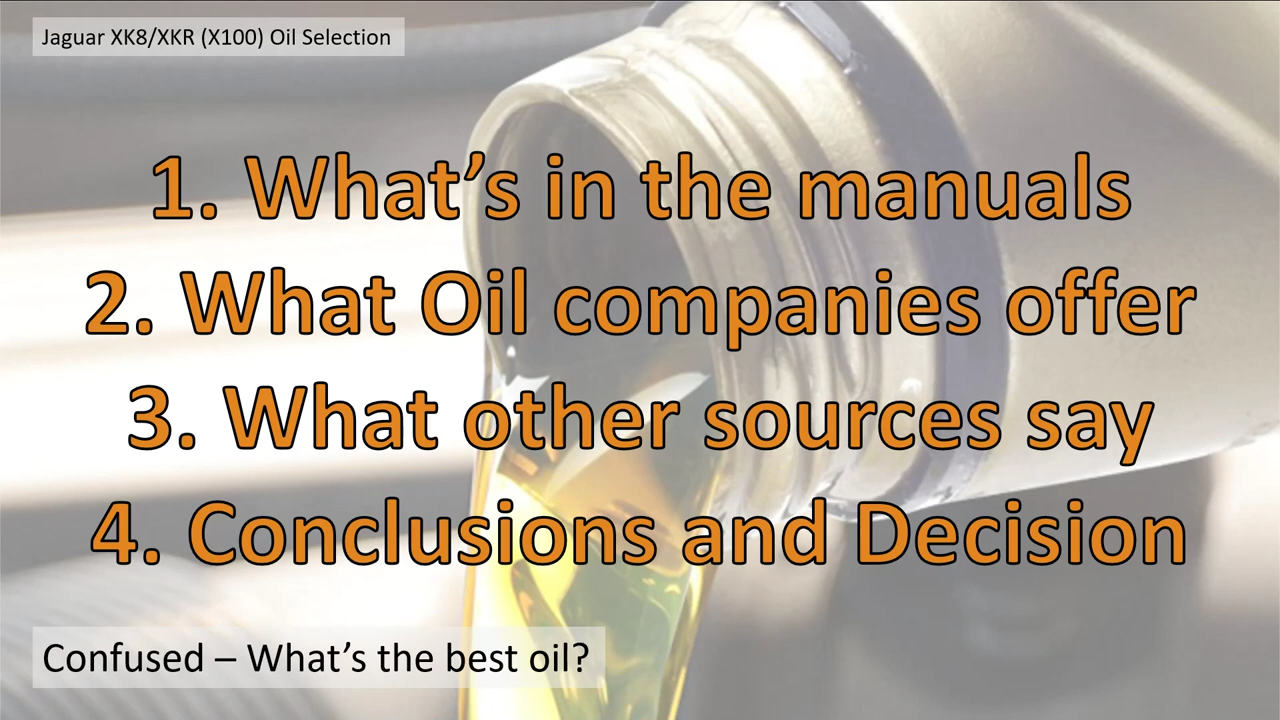 Jaguar XK8/XKR (X100) Oil Selection
1. What’s in the manuals
2. What Oil companies offer
3. What other sources say
4. Conclusions and Decision
Confused – What’s the best oil?